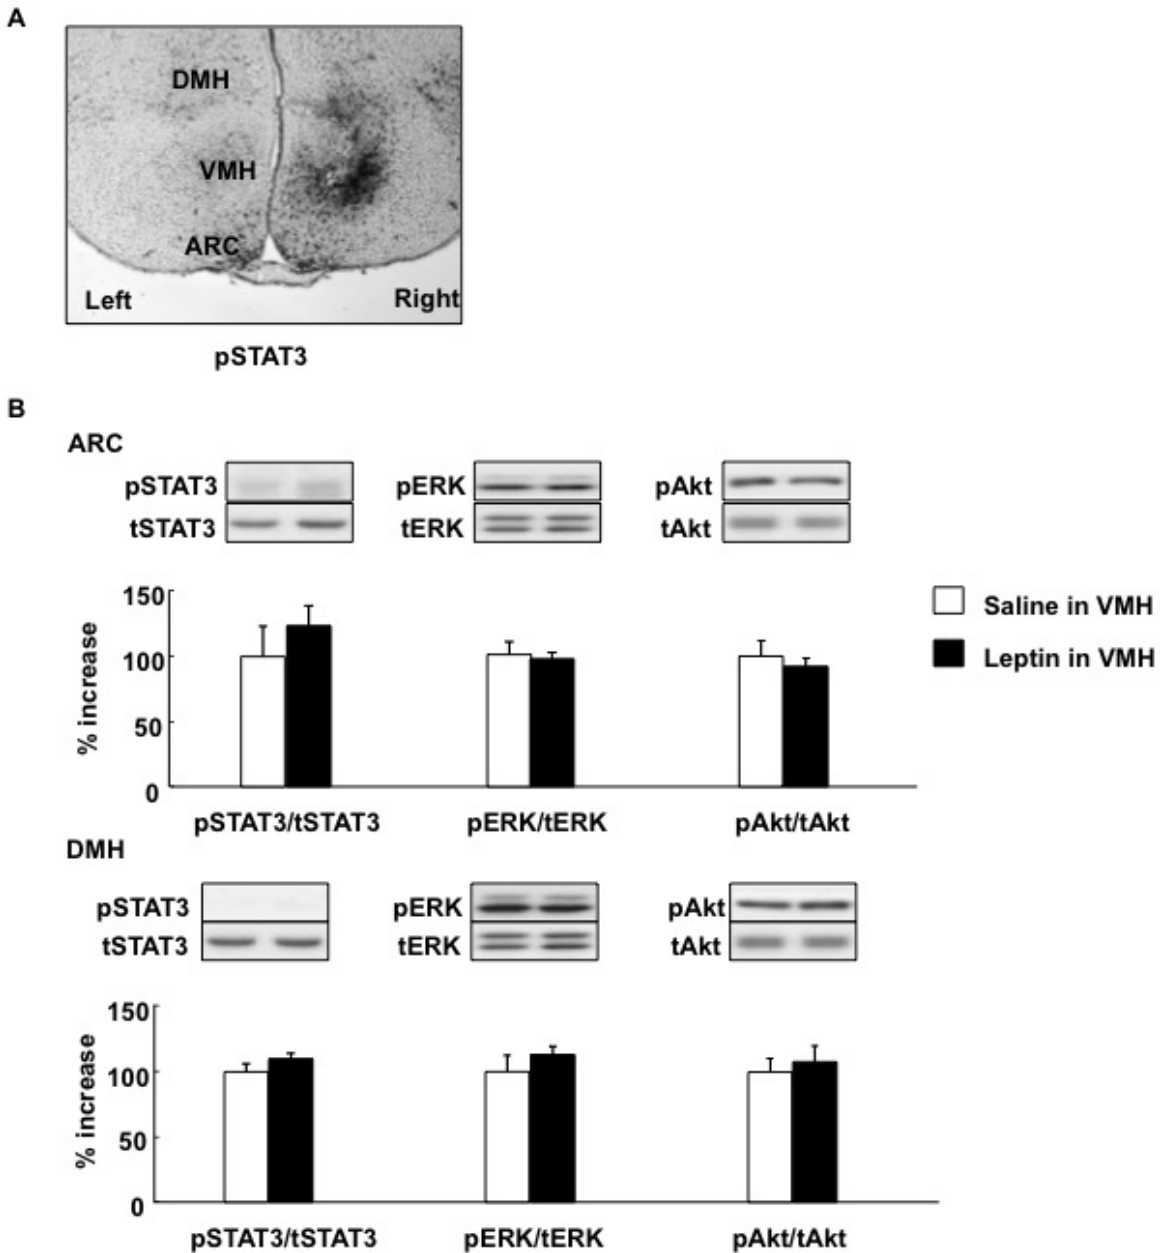 A
DMH
VMH
ARC
Left Right
pSTAT3
B
ARC
pSTAT3 pERK pAkt
tSTAT3 tERK tAkt
150
100
50
0
% increase
Saline in VMH
Leptin in VMH
pSTAT3/tSTAT3 pERK/tERK pAkt/tAkt
DMH
pSTAT3 pERK pAkt
tSTAT3 tERK tAkt
150
100
50
0
% increase
pSTAT3/tSTAT3 pERK/tERK pAkt/tAkt